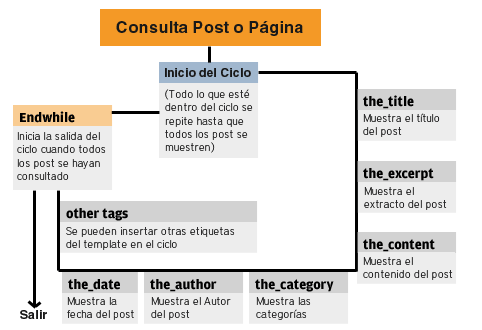 Consulta Post o Página
Inicio del Ciclo
(Todo lo que esté
dentro del ciclo se
repite hasta que
todos los post se
muestren)
Endwhile
Inicia la salida del
ciclo cuando todos
los post se hayan
consultado
the_title
Muestra el título
del post
the_excerpt
Muestra el
extracto del post
the_content
Muestra el
contenido del post
other tags
Se pueden insertar otras etiquetas
del template en el ciclo
the_date
Muestra la
fecha del post
the_author
Muestra el Autor
del post
the_category
Muestra las
categorías
Salir